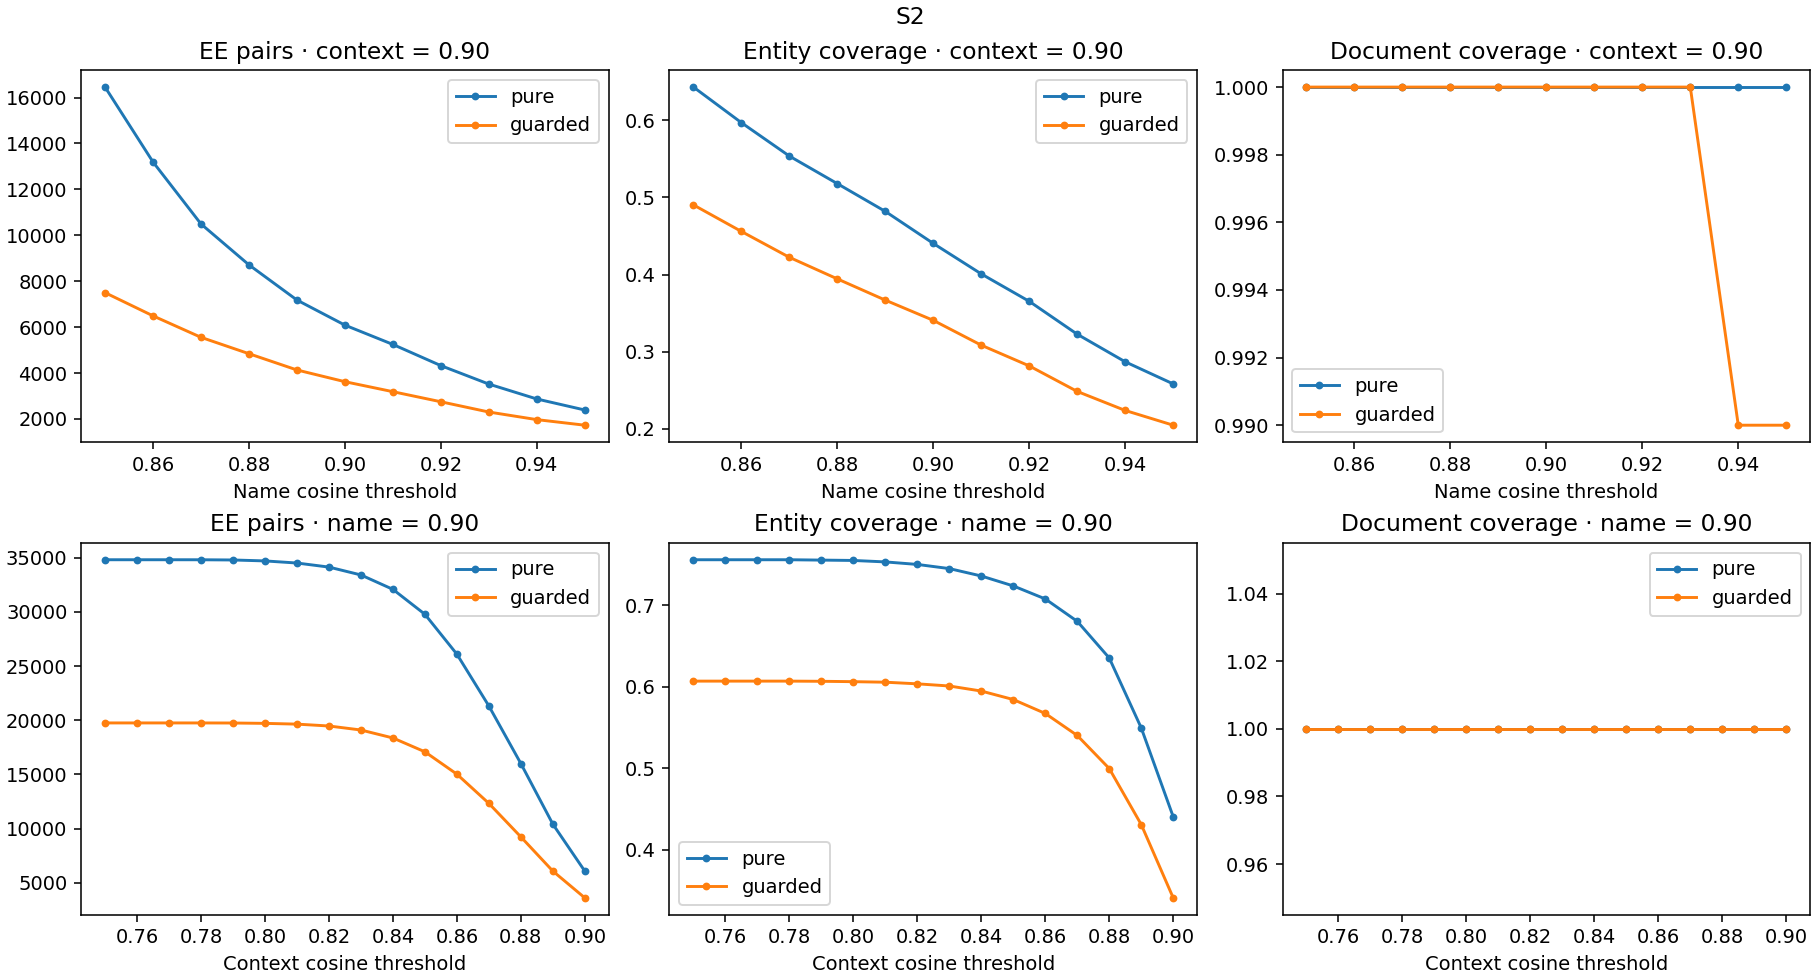 S2
EE pairs · context = 0.90
16000
14000
12000
10000
8000
6000
4000
2000
pure
guarded
0.86 0.88 0.90 0.92 0.94
Name cosine threshold
Entity coverage · context = 0.90
0.6
0.5
0.4
0.3
0.2
pure
guarded
0.86 0.88 0.90 0.92 0.94
Name cosine threshold
Document coverage · context = 0.90
1.000
0.998
0.996
0.994
0.992
0.990
pure
guarded
0.86 0.88 0.90 0.92 0.94
Name cosine threshold
EE pairs · name = 0.90
35000
30000
25000
20000
15000
10000
5000
pure
guarded
0.76 0.78 0.80 0.82 0.84 0.86 0.88 0.90
Context cosine threshold
Entity coverage · name = 0.90
0.7
0.6
0.5
0.4
pure
guarded
0.76 0.78 0.80 0.82 0.84 0.86 0.88 0.90
Context cosine threshold
Document coverage · name = 0.90
1.04
1.02
1.00
0.98
0.96
pure
guarded
0.76 0.78 0.80 0.82 0.84 0.86 0.88 0.90
Context cosine threshold